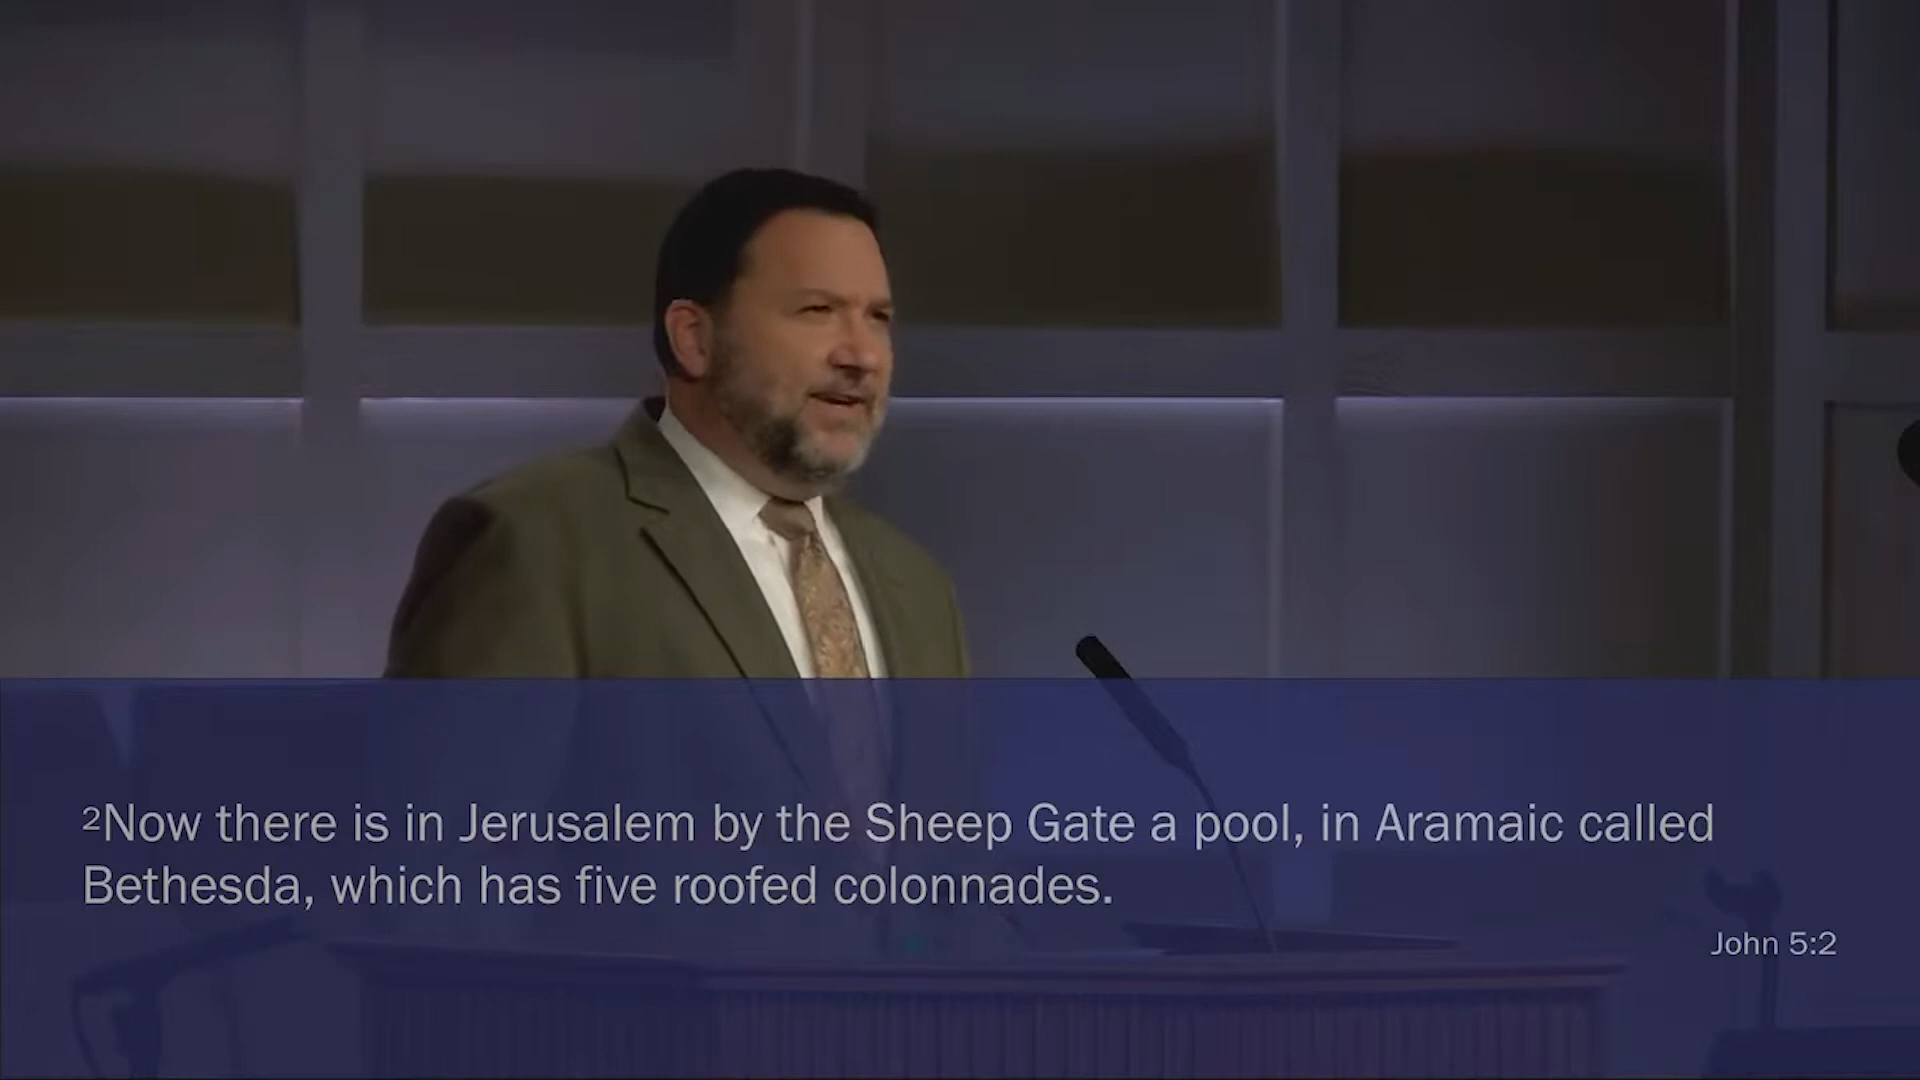 ²Now there is in Jerusalem by the Sheep Gate a pool, in Aramaic called
Bethesda, which has five roofed colonnades.
John 5:2